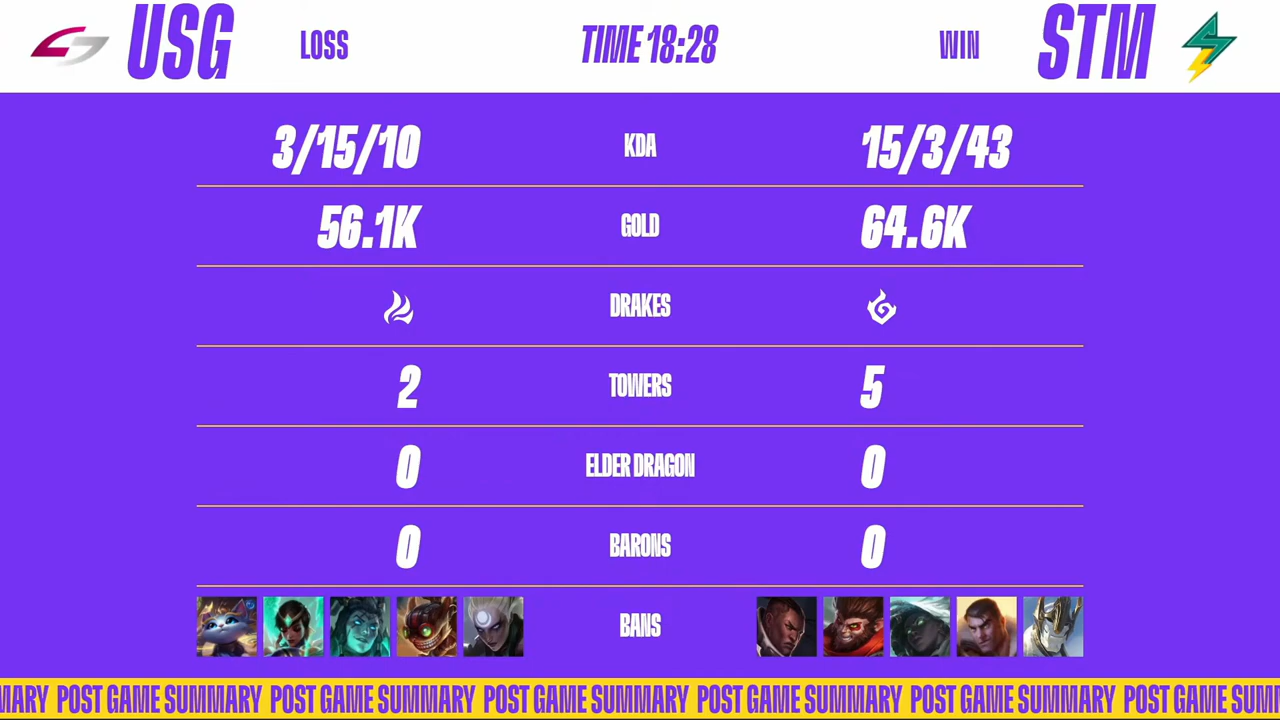 USG LOSS TIME 18:28 WIN STM
3/15/10 KDA 15/3/43
56.1K GOLD 64.6K
DRAKES
2 TOWERS 5
0 ELDER DRAGON 0
0 BARONS 0
BANS
MARY POST GAME SUMMARY POST GAME SUMMARY POST GAME SUMMARY POST GAME SUMMARY POST GAME SUMMARY POST GAME SUMM